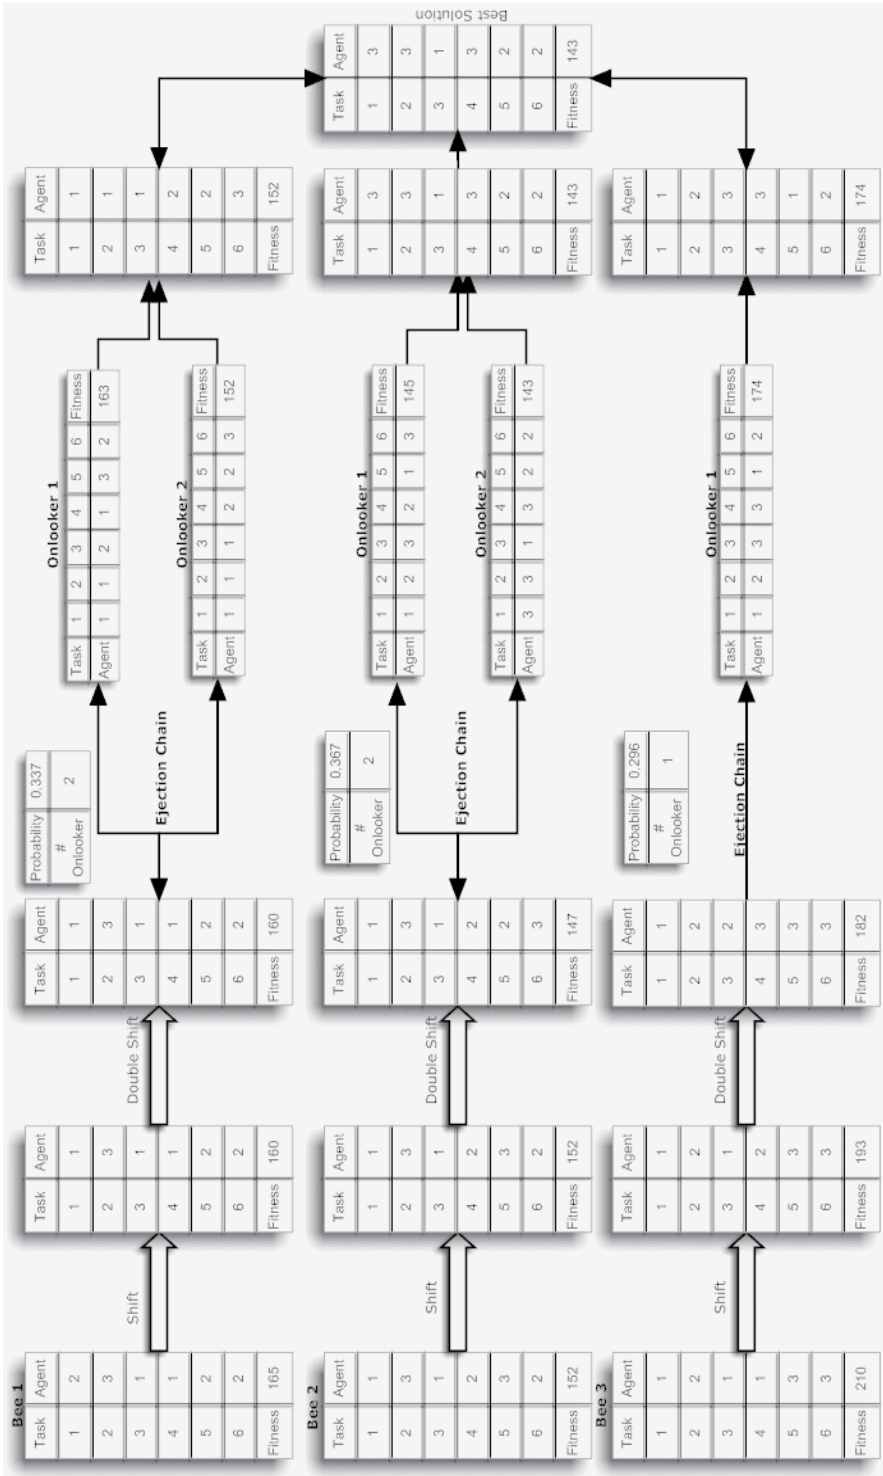 Bee 1
Task Agent
1 2
2 3
3 1
4 1
5 2
6 2
Fitness 165
Shift
Task Agent
1 1
2 3
3 1
4 1
5 2
6 2
Fitness 160
Double Shift
Task Agent
1 1
2 3
3 1
4 1
5 2
6 2
Fitness 160
Probability 0,337
#
Onlooker 2
Ejection Chain
Onlooker 1
Task 1 2 3 4 5 6 Fitness
Agent 1 1 2 1 3 2 163
Onlooker 2
Task 1 2 3 4 5 6 Fitness
Agent 1 1 1 2 2 3 152
Task Agent
1 1
2 1
3 1
4 2
5 2
6 3
Fitness 152
Bee 2
Task Agent
1 1
2 3
3 1
4 2
5 3
6 2
Fitness 152
Shift
Task Agent
1 1
2 3
3 1
4 2
5 3
6 2
Fitness 152
Double Shift
Task Agent
1 1
2 3
3 1
4 2
5 2
6 3
Fitness 147
Probability 0,367
#
Onlooker 2
Ejection Chain
Onlooker 1
Task 1 2 3 4 5 6 Fitness
Agent 1 2 3 2 1 3 145
Onlooker 2
Task 1 2 3 4 5 6 Fitness
Agent 3 3 1 3 2 2 143
Task Agent
1 3
2 3
3 1
4 3
5 2
6 2
Fitness 143
Task Agent
1 3
2 3
3 1
4 3
5 2
6 2
Fitness 143
Best Solution
Bee 3
Task Agent
1 1
2 2
3 1
4 1
5 3
6 3
Fitness 210
Shift
Task Agent
1 1
2 2
3 1
4 2
5 3
6 3
Fitness 193
Double Shift
Task Agent
1 1
2 2
3 2
4 3
5 3
6 3
Fitness 182
Probability 0,296
#
Onlooker 1
Ejection Chain
Onlooker 1
Task 1 2 3 4 5 6 Fitness
Agent 1 2 3 3 1 2 174
Task Agent
1 1
2 2
3 3
4 3
5 1
6 2
Fitness 174